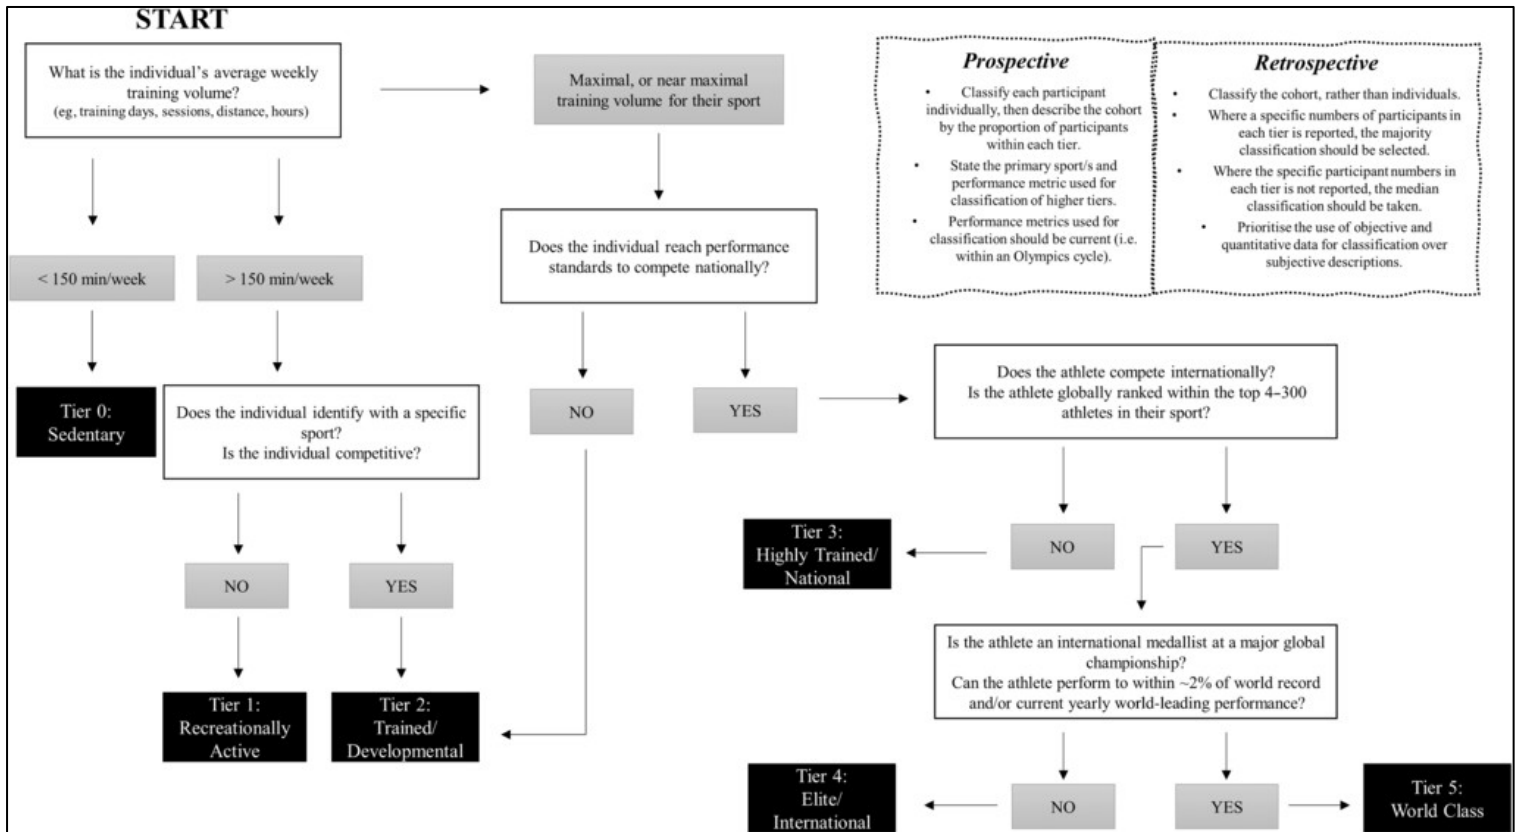 START
What is the individual's average weekly
training volume?
(eg, training days, sessions, distance, hours)
Maximal, or near maximal
training volume for their sport
Prospective
• Classify each participant
individually, then describe the cohort
by the proportion of participants
within each tier.
• State the primary sport/s and
performance metric used for
classification of higher tiers.
• Performance metrics used for
classification should be current (i.e.
within an Olympics cycle).
Retrospective
• Classify the cohort, rather than individuals.
• Where a specific numbers of participants in
each tier is reported, the majority
classification should be selected.
• Where the specific participant numbers in
each tier is not reported, the median
classification should be taken.
• Prioritise the use of objective and
quantitative data for classification over
subjective descriptions.
< 150 min/week
> 150 min/week
Does the individual reach performance
standards to compete nationally?
Tier 0:
Sedentary
Does the individual identify with a specific
sport?
Is the individual competitive?
NO
YES
Does the athlete compete internationally?
Is the athlete globally ranked within the top 4–300
athletes in their sport?
NO
YES
Tier 3:
Highly Trained/
National
NO
YES
Tier 1:
Recreationally
Active
Tier 2:
Trained/
Developmental
Is the athlete an international medallist at a major global
championship?
Can the athlete perform to within ~2% of world record
and/or current yearly world-leading performance?
Tier 4:
Elite/
International
NO
YES
Tier 5:
World Class